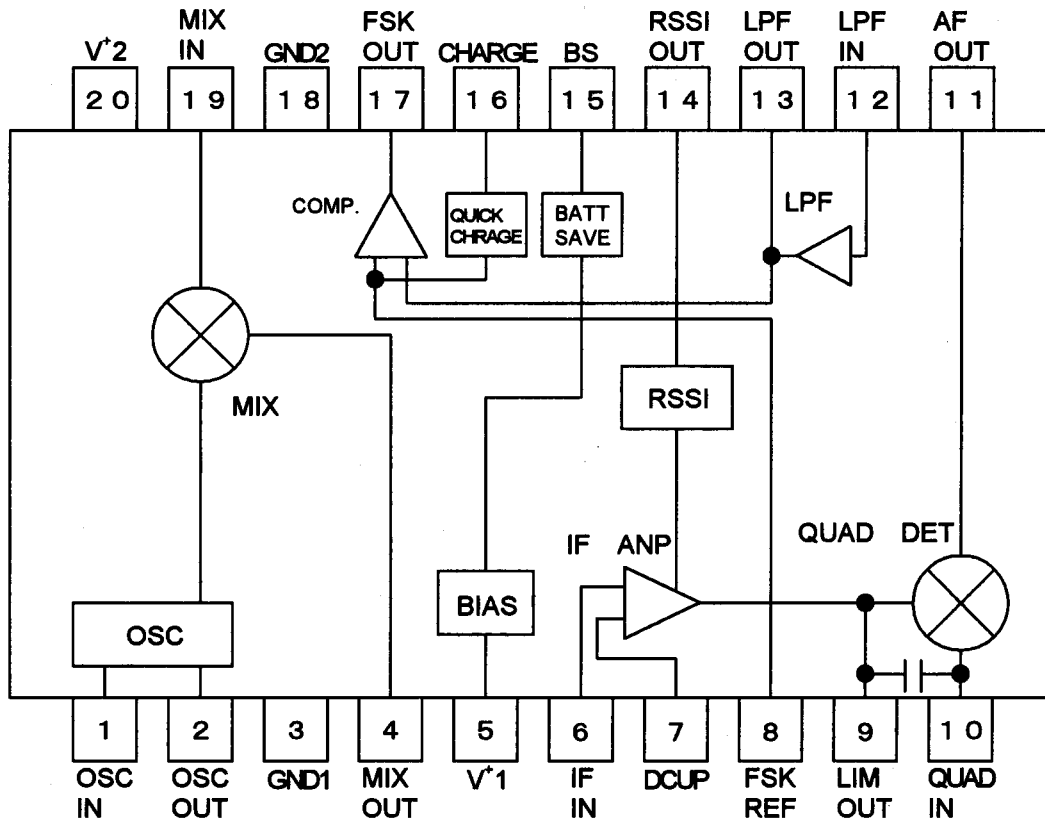 MIX FSK RSSI LPF LPF AF
V⁺2 IN GND2 OUT CHARGE BS OUT OUT IN OUT
20 19 18 17 16 15 14 13 12 11
COMP.
QUICK
CHRAGE
BATT
SAVE
LPF
MIX
RSSI
IF ANP
QUAD DET
BIAS
OSC
1 2 3 4 5 6 7 8 9 10
OSC OSC GND1 MIX V⁺1 IF DCUP FSK LIM QUAD
IN OUT OUT IN REF OUT IN